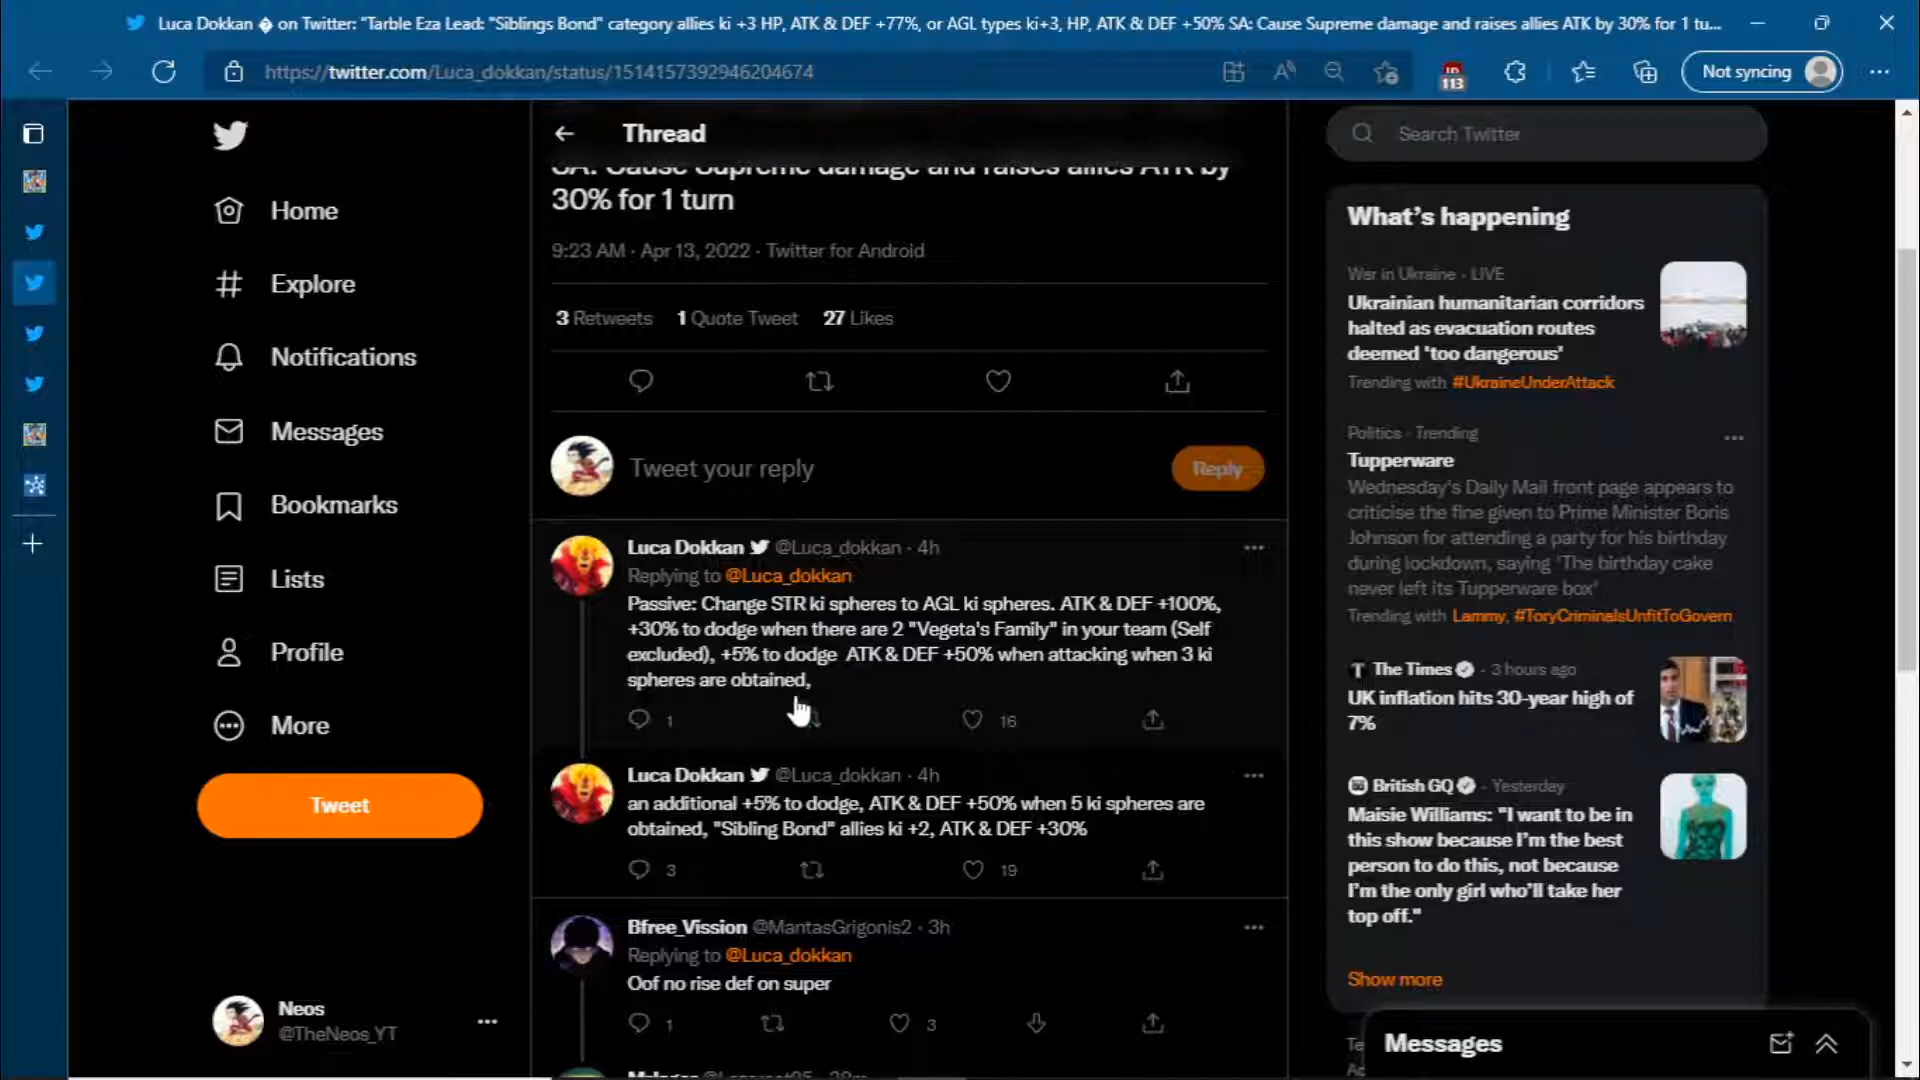 Luca Dokkan � on Twitter: "Tarble Eza Lead: "Siblings Bond" category allies ki +3 HP, ATK & DEF +77%, or AGL types ki+3, HP, ATK & DEF +50% SA: Cause Supreme damage and raises allies ATK by 30% for 1 tu...
https://twitter.com/Luca_dokkan/status/1514157392946204674
113
Not syncing
Home
Explore
Notifications
Messages
Bookmarks
Lists
Profile
More
Tweet
Neos
@TheNeos_YT
Thread
SA: Cause Supreme damage and raises allies ATK by
30% for 1 turn
9:23 AM · Apr 13, 2022 · Twitter for Android
3 Retweets 1 Quote Tweet 27 Likes
Tweet your reply
Reply
Luca Dokkan @Luca_dokkan · 4h
Replying to @Luca_dokkan
Passive: Change STR ki spheres to AGL ki spheres. ATK & DEF +100%,
+30% to dodge when there are 2 "Vegeta's Family" in your team (Self
excluded), +5% to dodge ATK & DEF +50% when attacking when 3 ki
spheres are obtained,
1
16
Luca Dokkan @Luca_dokkan · 4h
an additional +5% to dodge, ATK & DEF +50% when 5 ki spheres are
obtained, "Sibling Bond" allies ki +2, ATK & DEF +30%
3
19
Bfree_Vission @MantasGrigonis2 · 3h
Replying to @Luca_dokkan
Oof no rise def on super
1
3
Search Twitter
What's happening
War in Ukraine · LIVE
Ukrainian humanitarian corridors
halted as evacuation routes
deemed 'too dangerous'
Trending with #UkraineUnderAttack
Politics · Trending
Tupperware
Wednesday's Daily Mail front page appears to
criticise the fine given to Prime Minister Boris
Johnson for attending a party for his birthday
during lockdown, saying 'The birthday cake
never left its Tupperware box'
Trending with Lammy, #ToryCriminalsUnfitToGovern
The Times · 3 hours ago
UK inflation hits 30-year high of
7%
British GQ · Yesterday
Maisie Williams: "I want to be in
this show because I'm the best
person to do this, not because
I'm the only girl who'll take her
top off."
Show more
Messages